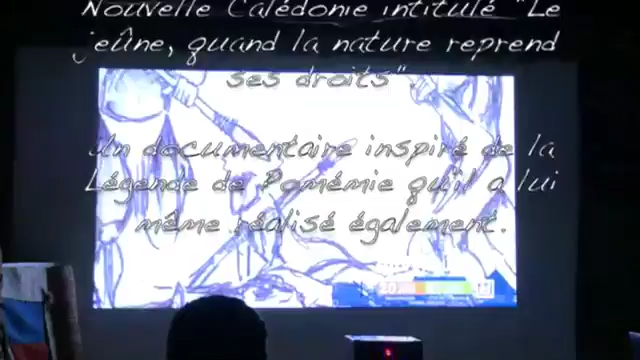 Nouvelle Calédonie intitulé "Le
jeûne, quand la nature reprend
ses droits".
Un documentaire inspiré de la
Légende de Pomémie qu'il a lui
même réalisé également.